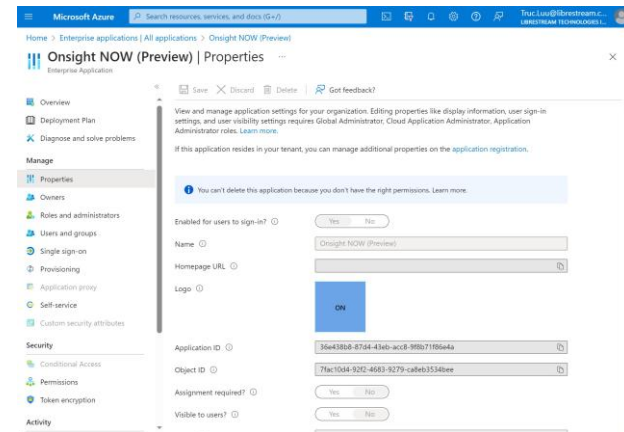 Microsoft Azure
Search resources, services, and docs (G+/)
Truc.Luu@librestream.c...
LIBRESTREAM TECHNOLOGIES I...
Home > Enterprise applications | All applications > Onsight NOW (Preview)
Onsight NOW (Preview) | Properties ...
Enterprise Application
Save Discard Delete Got feedback?
Overview
Deployment Plan
Diagnose and solve problems
Manage
Properties
Owners
Roles and administrators
Users and groups
Single sign-on
Provisioning
Application proxy
Self-service
Custom security attributes
Security
Conditional Access
Permissions
Token encryption
Activity
View and manage application settings for your organization. Editing properties like display information, user sign-in
settings, and user visibility settings requires Global Administrator, Cloud Application Administrator, Application
Administrator roles. Learn more.
If this application resides in your tenant, you can manage additional properties on the application registration.
You can't delete this application because you don't have the right permissions. Learn more.
Enabled for users to sign-in? Yes No
Name Onsight NOW (Preview)
Homepage URL
Logo
ON
Application ID 36e438b8-87d4-43eb-acc8-9f8b71f86e4a
Object ID 7fac10d4-92f2-4683-9279-ca8eb3534bee
Assignment required? Yes No
Visible to users? Yes No